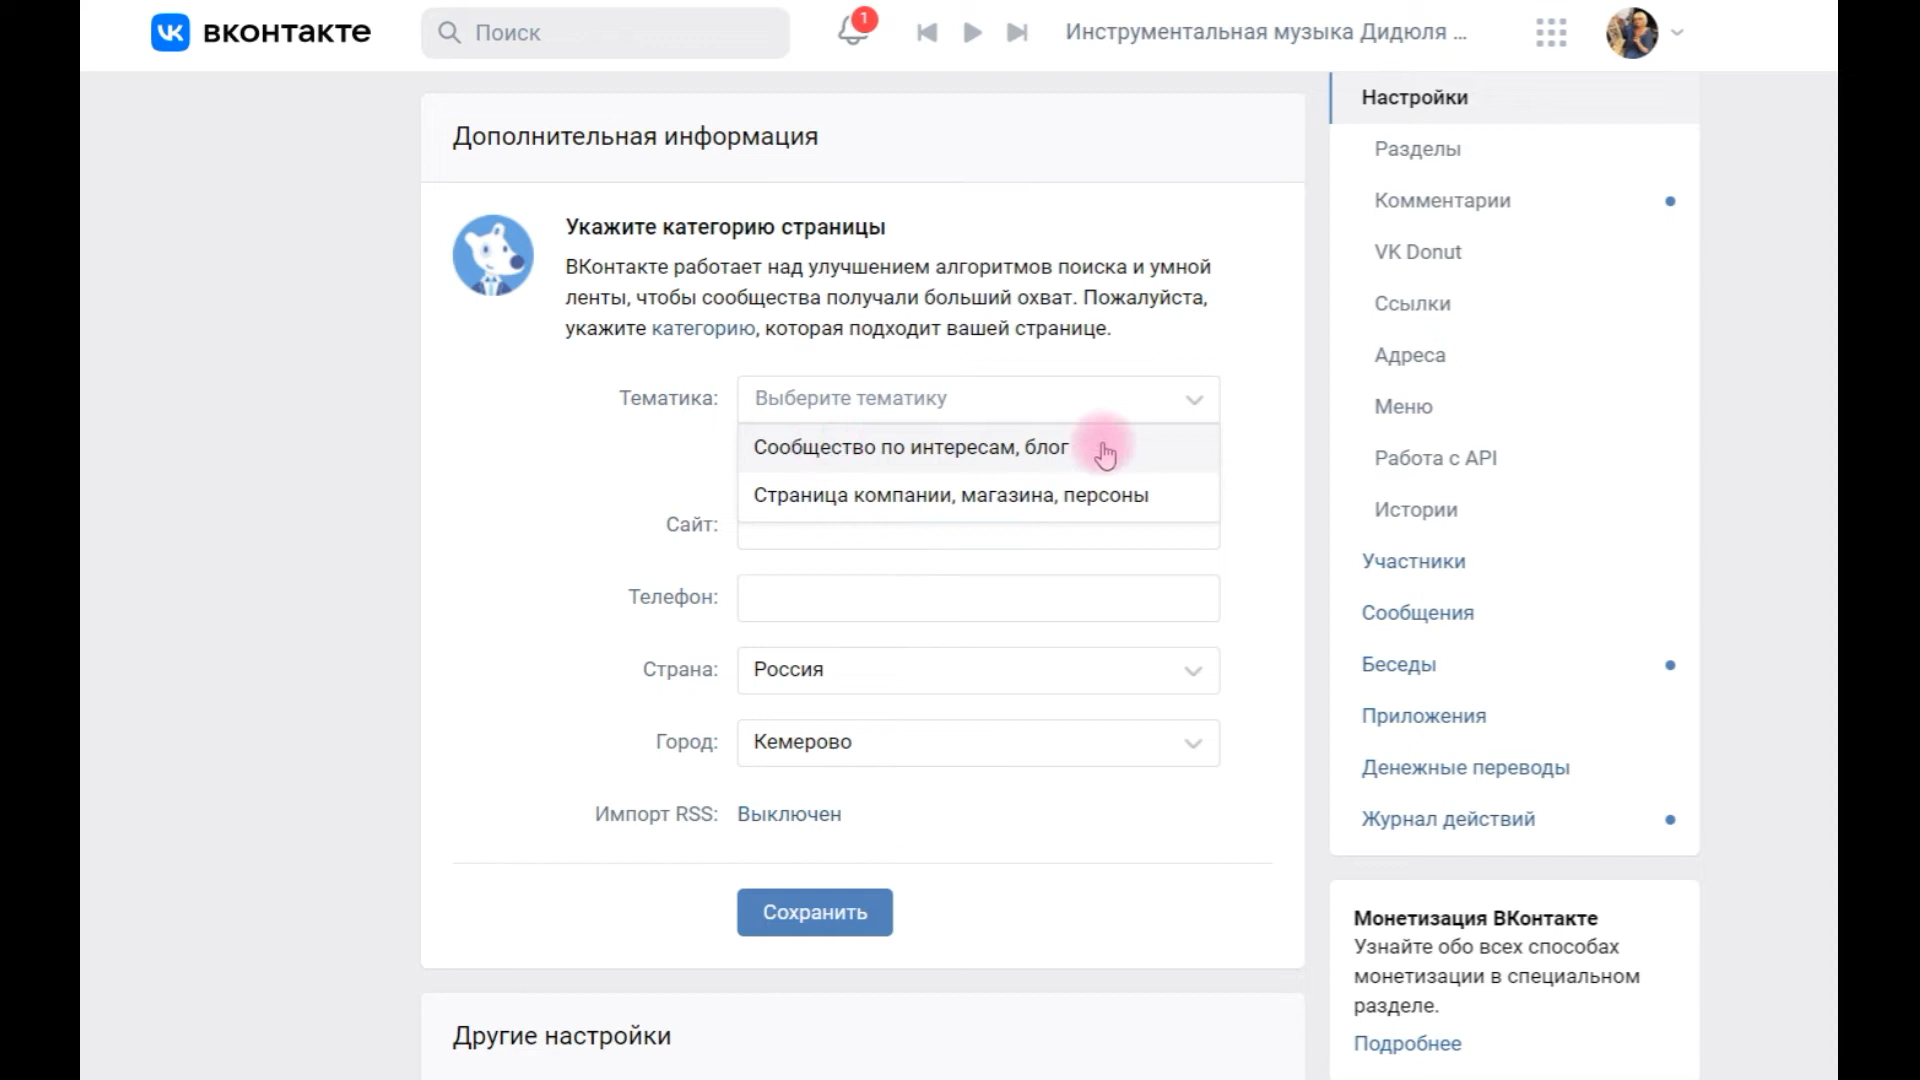 вконтакте
Поиск
1
Инструментальная музыка Дидюля ...
Дополнительная информация
Укажите категорию страницы
ВКонтакте работает над улучшением алгоритмов поиска и умной
ленты, чтобы сообщества получали больший охват. Пожалуйста,
укажите категорию, которая подходит вашей странице.
Тематика: Выберите тематику
Сообщество по интересам, блог
Страница компании, магазина, персоны
Сайт:
Телефон:
Страна: Россия
Город: Кемерово
Импорт RSS: Выключен
Сохранить
Другие настройки
Настройки
Разделы
Комментарии
VK Donut
Ссылки
Адреса
Меню
Работа с API
Истории
Участники
Сообщения
Беседы
Приложения
Денежные переводы
Журнал действий
Монетизация ВКонтакте
Узнайте обо всех способах
монетизации в специальном
разделе.
Подробнее